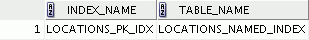 INDEX_NAME TABLE_NAME
1 LOCATIONS_PK_IDX LOCATIONS_NAMED_INDEX